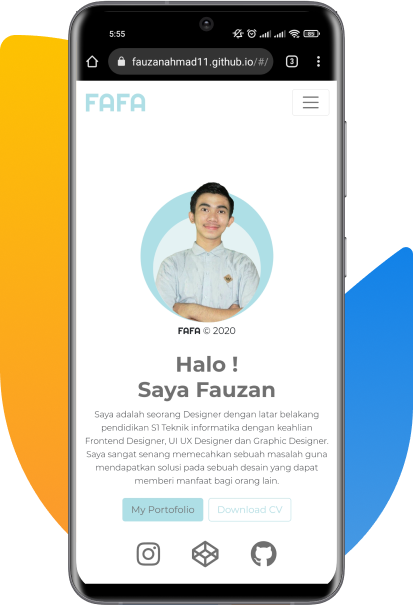 5:55
fauzanahmad11.github.io/#/
3
FAFA
FAFA © 2020
Halo !
Saya Fauzan
Saya adalah seorang Designer dengan latar belakang
pendidikan S1 Teknik informatika dengan keahlian
Frontend Designer, UI UX Designer dan Graphic Designer.
Saya sangat senang memecahkan sebuah masalah guna
mendapatkan solusi pada sebuah desain yang dapat
memberi manfaat bagi orang lain.
My Portofolio
Download CV